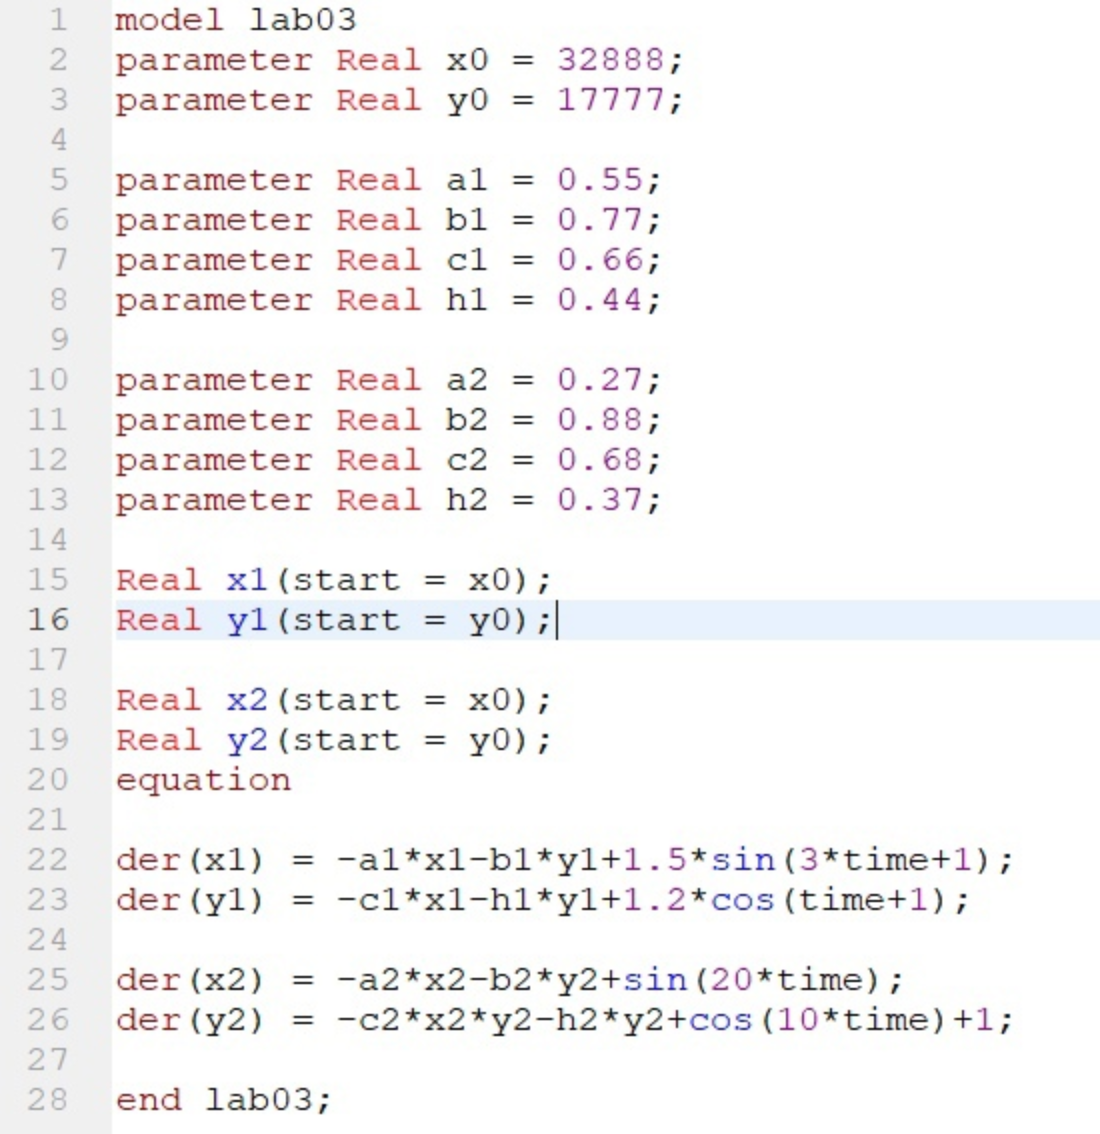 1 model lab03
2 parameter Real x0 = 32888;
3 parameter Real y0 = 17777;
4
5 parameter Real a1 = 0.55;
6 parameter Real b1 = 0.77;
7 parameter Real c1 = 0.66;
8 parameter Real h1 = 0.44;
9
10 parameter Real a2 = 0.27;
11 parameter Real b2 = 0.88;
12 parameter Real c2 = 0.68;
13 parameter Real h2 = 0.37;
14
15 Real x1(start = x0);
16 Real y1(start = y0);
17
18 Real x2(start = x0);
19 Real y2(start = y0);
20 equation
21
22 der(x1) = -a1*x1-b1*y1+1.5*sin(3*time+1);
23 der(y1) = -c1*x1-h1*y1+1.2*cos(time+1);
24
25 der(x2) = -a2*x2-b2*y2+sin(20*time);
26 der(y2) = -c2*x2*y2-h2*y2+cos(10*time)+1;
27
28 end lab03;